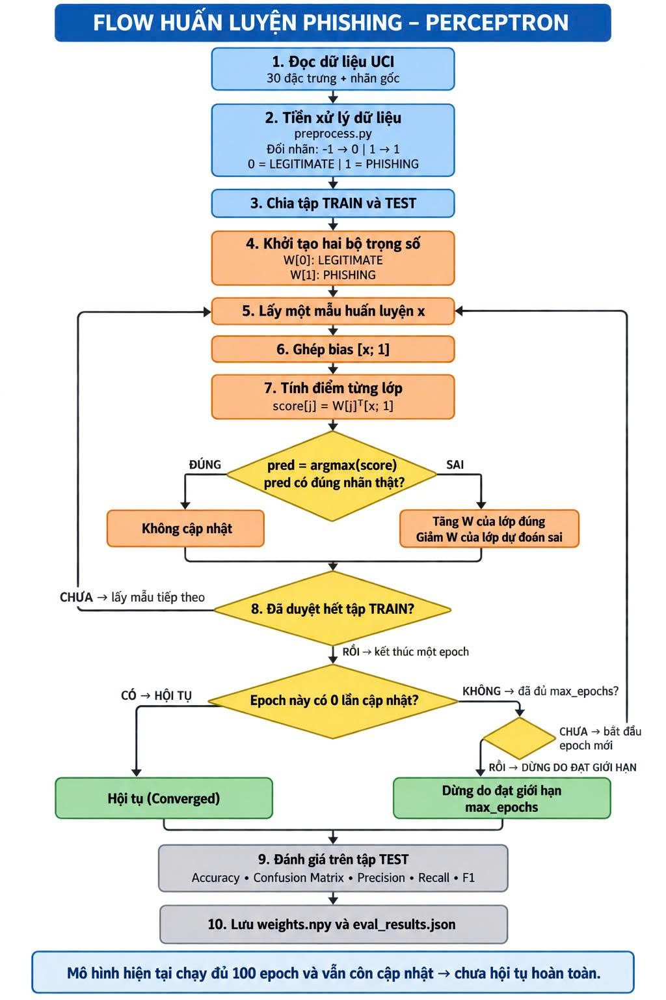 FLOW HUẤN LUYỆN PHISHING – PERCEPTRON
1. Đọc dữ liệu UCI
30 đặc trưng + nhãn gốc
2. Tiền xử lý dữ liệu
preprocess.py
Đổi nhãn: -1 → 0 | 1 → 1
0 = LEGITIMATE | 1 = PHISHING
3. Chia tập TRAIN và TEST
4. Khởi tạo hai bộ trọng số
W[0]: LEGITIMATE
W[1]: PHISHING
5. Lấy một mẫu huấn luyện x
6. Ghép bias [x; 1]
7. Tính điểm từng lớp
score[j] = W[j]ᵀ[x; 1]
pred = argmax(score)
pred có đúng nhãn thật?
ĐÚNG
SAI
Không cập nhật
Tăng W của lớp đúng
Giảm W của lớp dự đoán sai
CHƯA → lấy mẫu tiếp theo
8. Đã duyệt hết tập TRAIN?
RỒI → kết thúc một epoch
CÓ → HỘI TỤ
Epoch này có 0 lần cập nhật?
KHÔNG → đã đủ max_epochs?
CHƯA → bắt đầu
epoch mới
RỒI → DỪNG DO ĐẠT GIỚI HẠN
Hội tụ (Converged)
Dừng do đạt giới hạn
max_epochs
9. Đánh giá trên tập TEST
Accuracy • Confusion Matrix • Precision • Recall • F1
10. Lưu weights.npy và eval_results.json
Mô hình hiện tại chạy đủ 100 epoch và vẫn còn cập nhật → chưa hội tụ hoàn toàn.